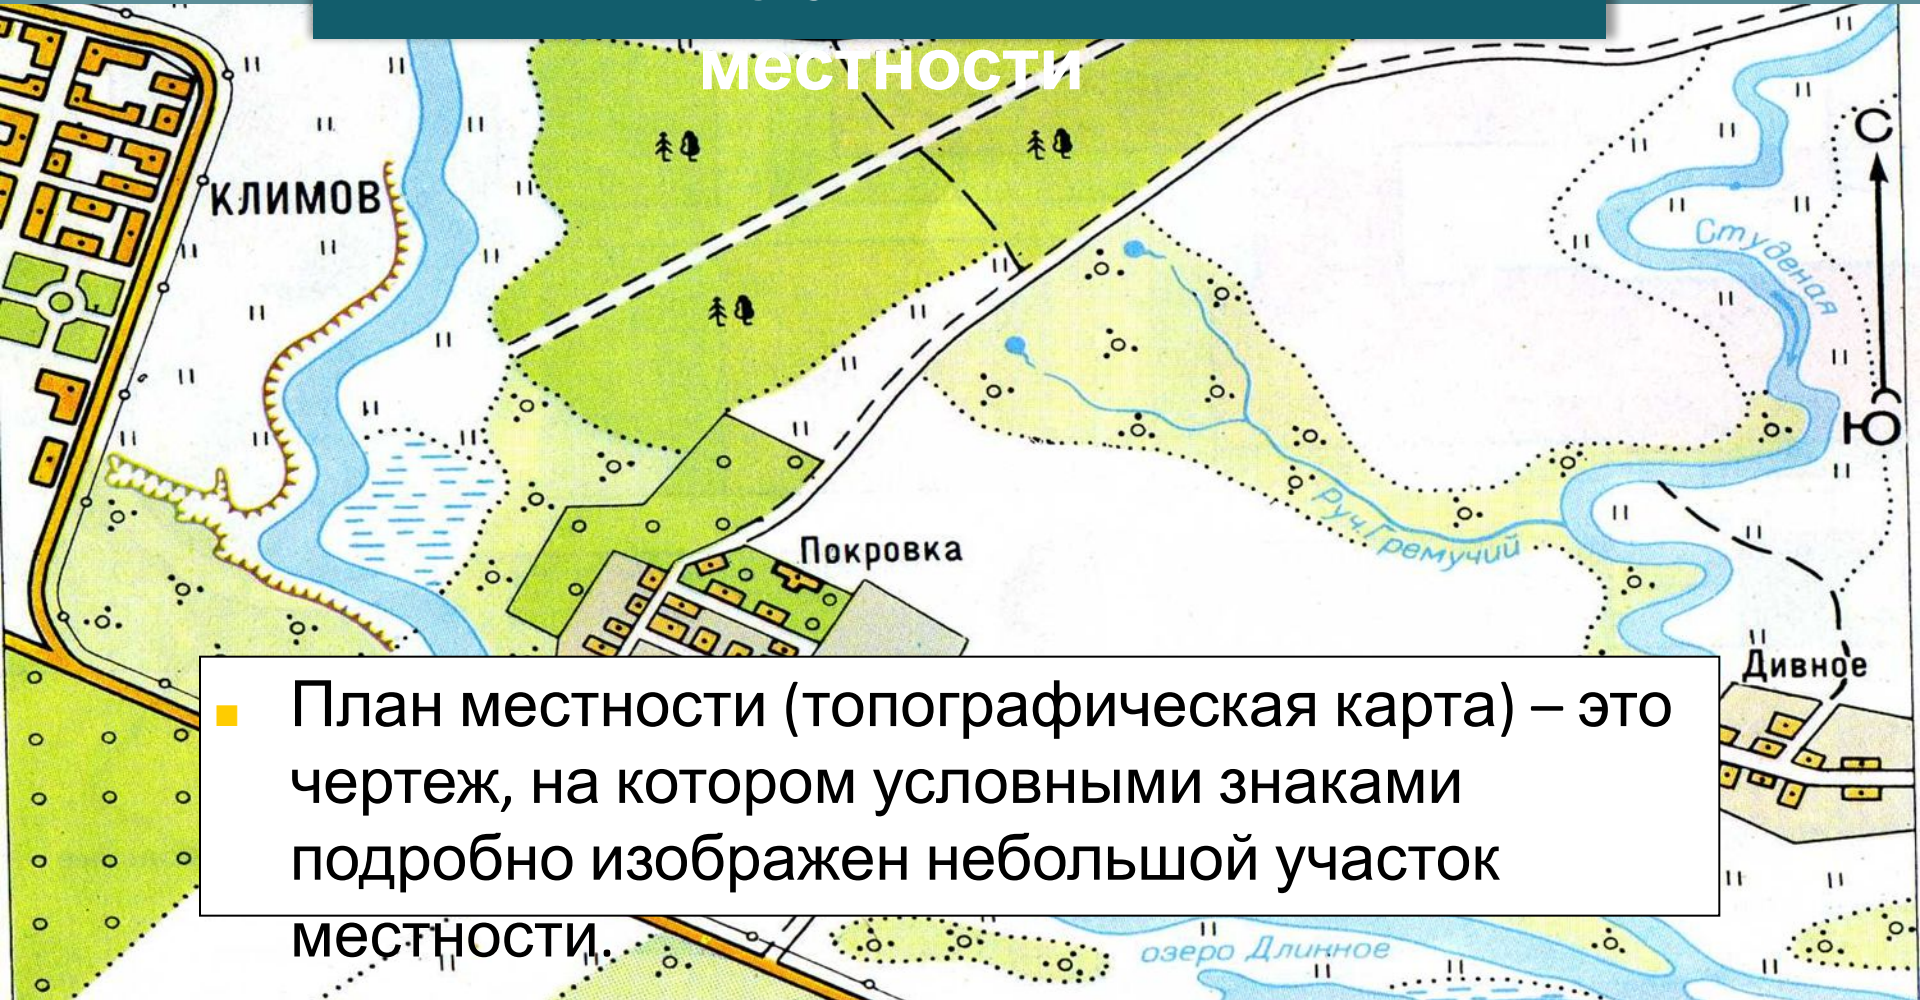 местности
С
КЛИМОВ
Студеная
Ю
Руч. Гремучий
Покровка
Дивное
План местности (топографическая карта) – это
чертеж, на котором условными знаками
подробно изображен небольшой участок
местности.
озеро Длинное